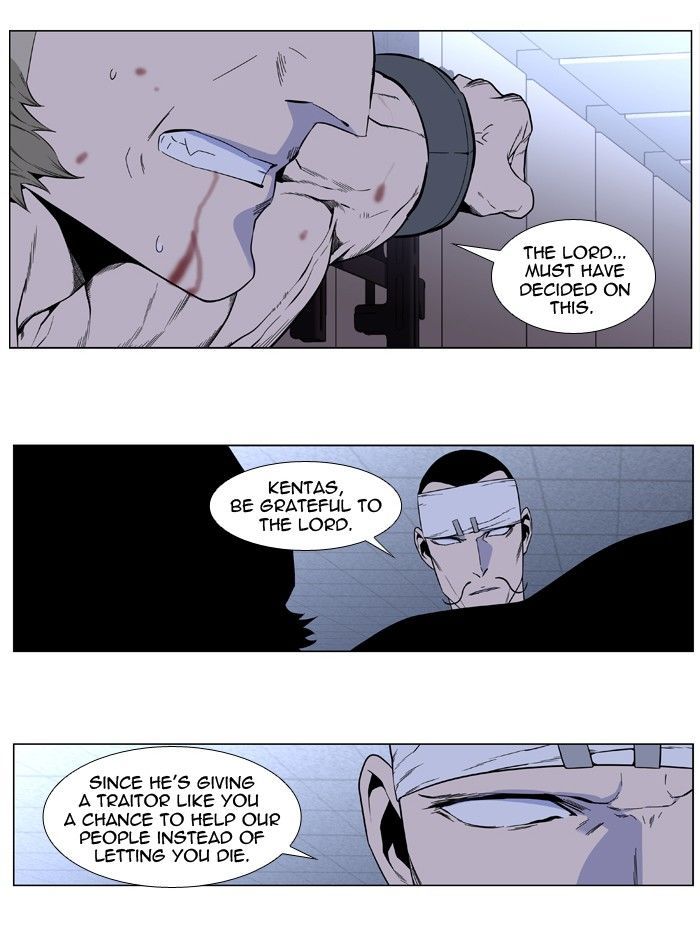 THE LORD...
MUST HAVE
DECIDED ON
THIS.
KENTAS,
BE GRATEFUL TO
THE LORD.
SINCE HE'S GIVING
A TRAITOR LIKE YOU
A CHANCE TO HELP OUR
PEOPLE INSTEAD OF
LETTING YOU DIE.